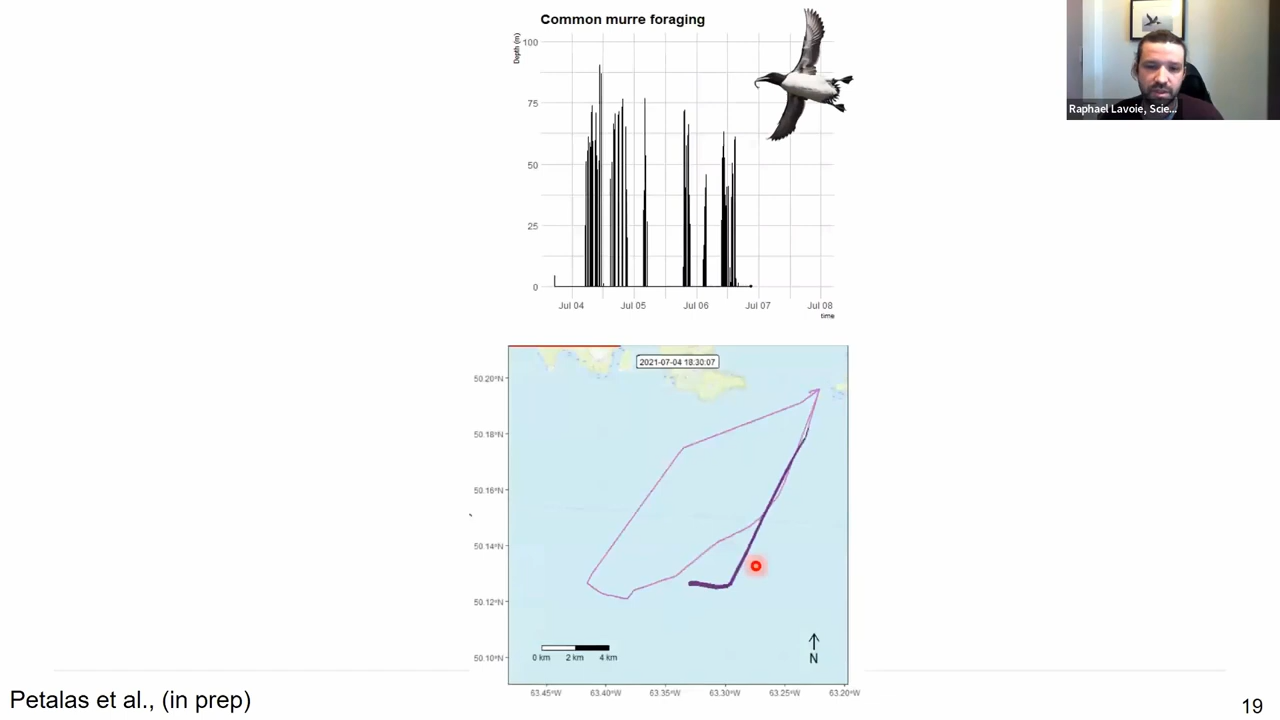 Common murre foraging
Raphael Lavoie, Scie...
Depth (m)
100
75
50
25
0
Jul 04 Jul 05 Jul 06 Jul 07 Jul 08
time
2021-07-04 18:30:07
50.20°N
50.18°N
50.16°N
50.14°N
50.12°N
50.10°N
0 km 2 km 4 km
N
63.45°W 63.40°W 63.35°W 63.30°W 63.25°W 63.20°W
Petalas et al., (in prep)
19